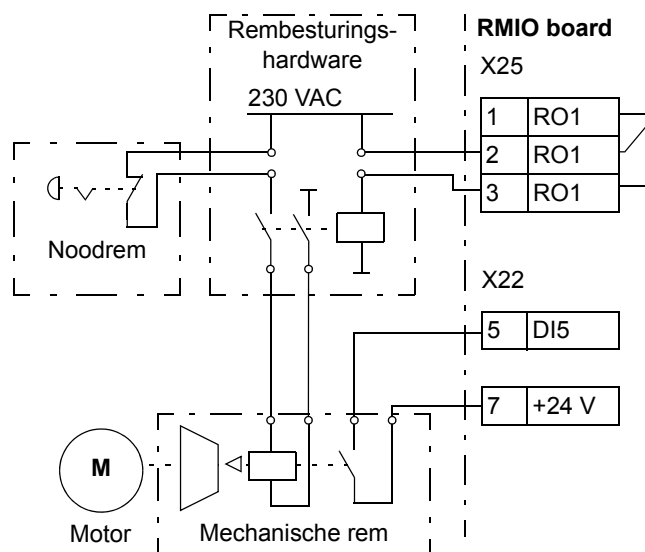 Rembesturings-
hardware
230 VAC
RMIO board
X25
1 RO1
2 RO1
3 RO1
Noodrem
X22
5 DI5
7 +24 V
M
Motor
Mechanische rem